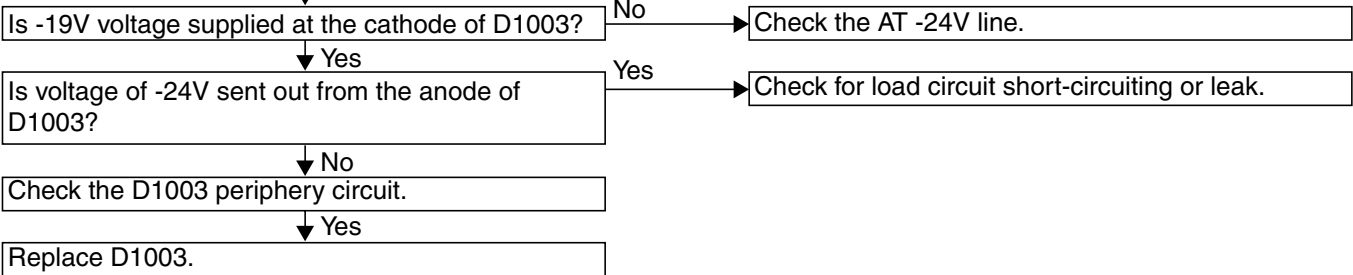 Is -19V voltage supplied at the cathode of D1003?
No
Check the AT -24V line.
Yes
Is voltage of -24V sent out from the anode of
D1003?
Yes
Check for load circuit short-circuiting or leak.
No
Check the D1003 periphery circuit.
Yes
Replace D1003.